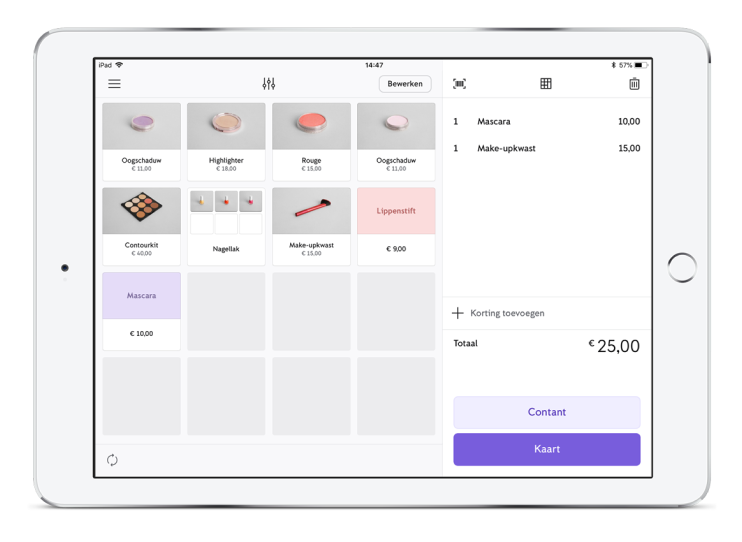 iPad
14:47
57%
Bewerken
Oogschaduw
€ 11,00
Highlighter
€ 18,00
Rouge
€ 15,00
Oogschaduw
€ 11,00
Contourkit
€ 40,00
Nagellak
Make-upkwast
€ 15,00
Lippenstift
€ 9,00
Mascara
€ 10,00
1 Mascara 10,00
1 Make-upkwast 15,00
Korting toevoegen
Totaal € 25,00
Contant
Kaart